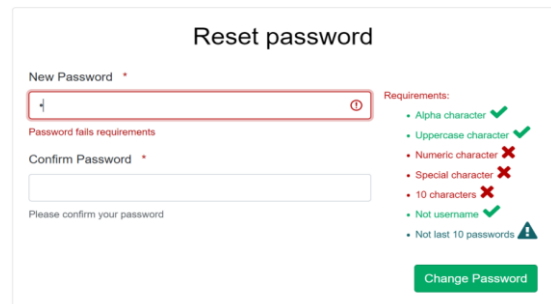 Reset password
New Password *
•
Password fails requirements
Confirm Password *
Please confirm your password
Requirements:
• Alpha character
• Uppercase character
• Numeric character
• Special character
• 10 characters
• Not username
• Not last 10 passwords
Change Password